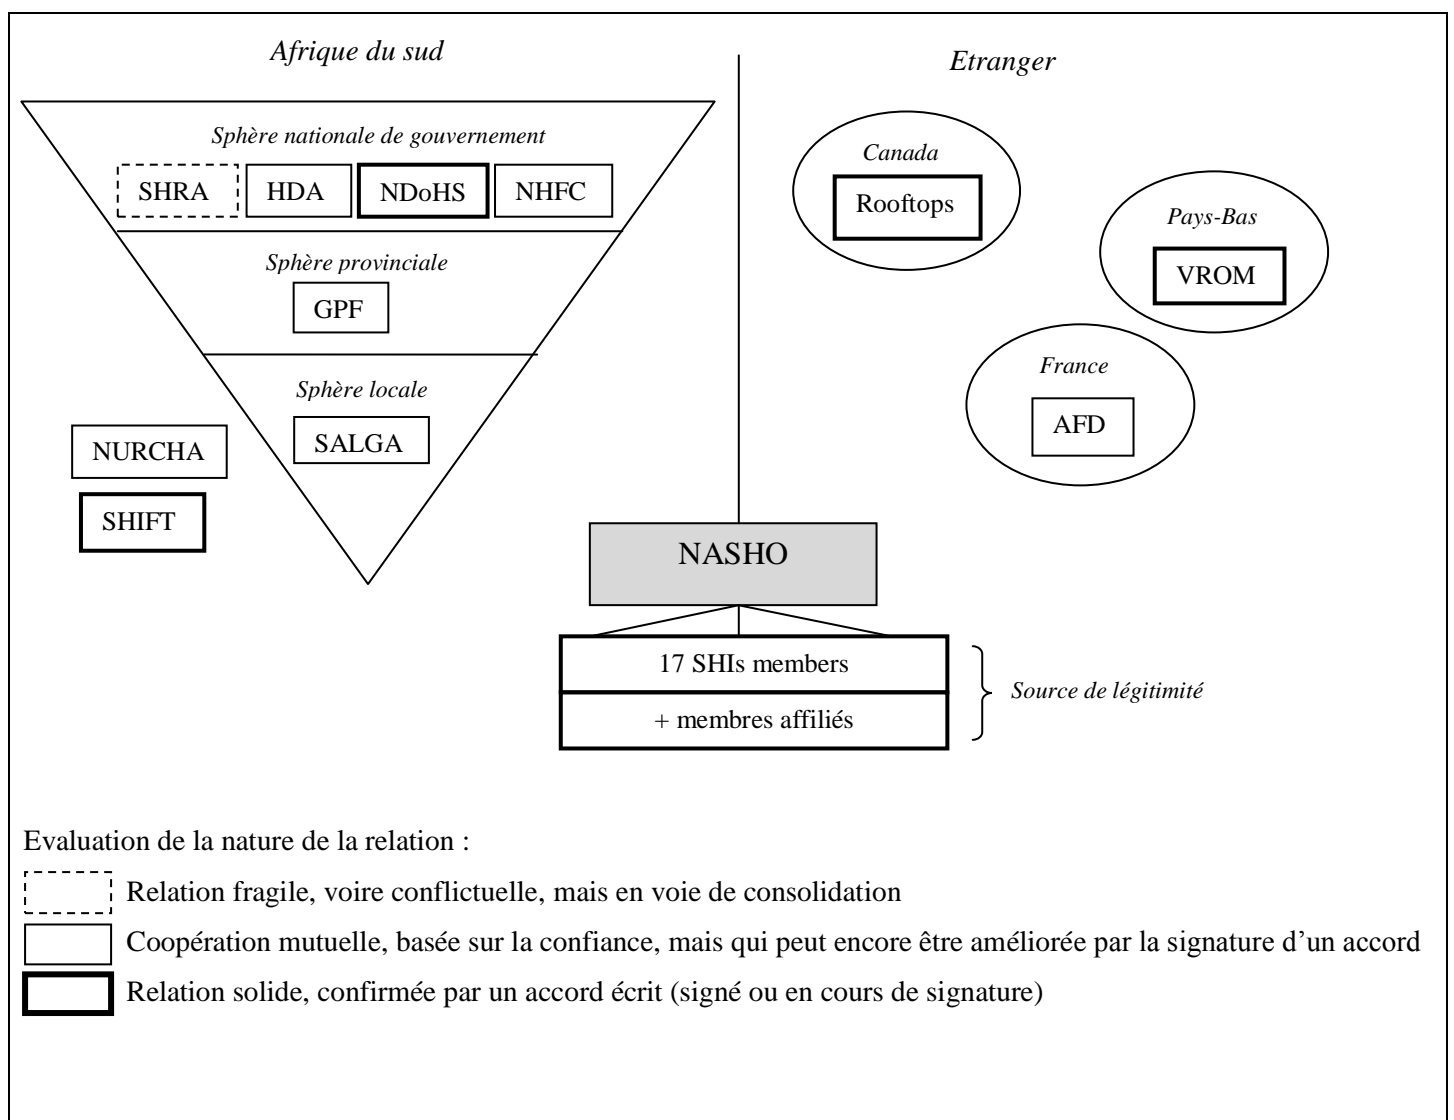 Afrique du sud
Etranger
Sphère nationale de gouvernement
SHRA
HDA
NDoHS
NHFC
Sphère provinciale
GPF
Sphère locale
SALGA
NURCHA
SHIFT
Canada
Rooftops
Pays-Bas
VROM
France
AFD
NASHO
17 SHIs members
+ membres affiliés
Source de légitimité
Evaluation de la nature de la relation :
Relation fragile, voire conflictuelle, mais en voie de consolidation
Coopération mutuelle, basée sur la confiance, mais qui peut encore être améliorée par la signature d’un accord
Relation solide, confirmée par un accord écrit (signé ou en cours de signature)